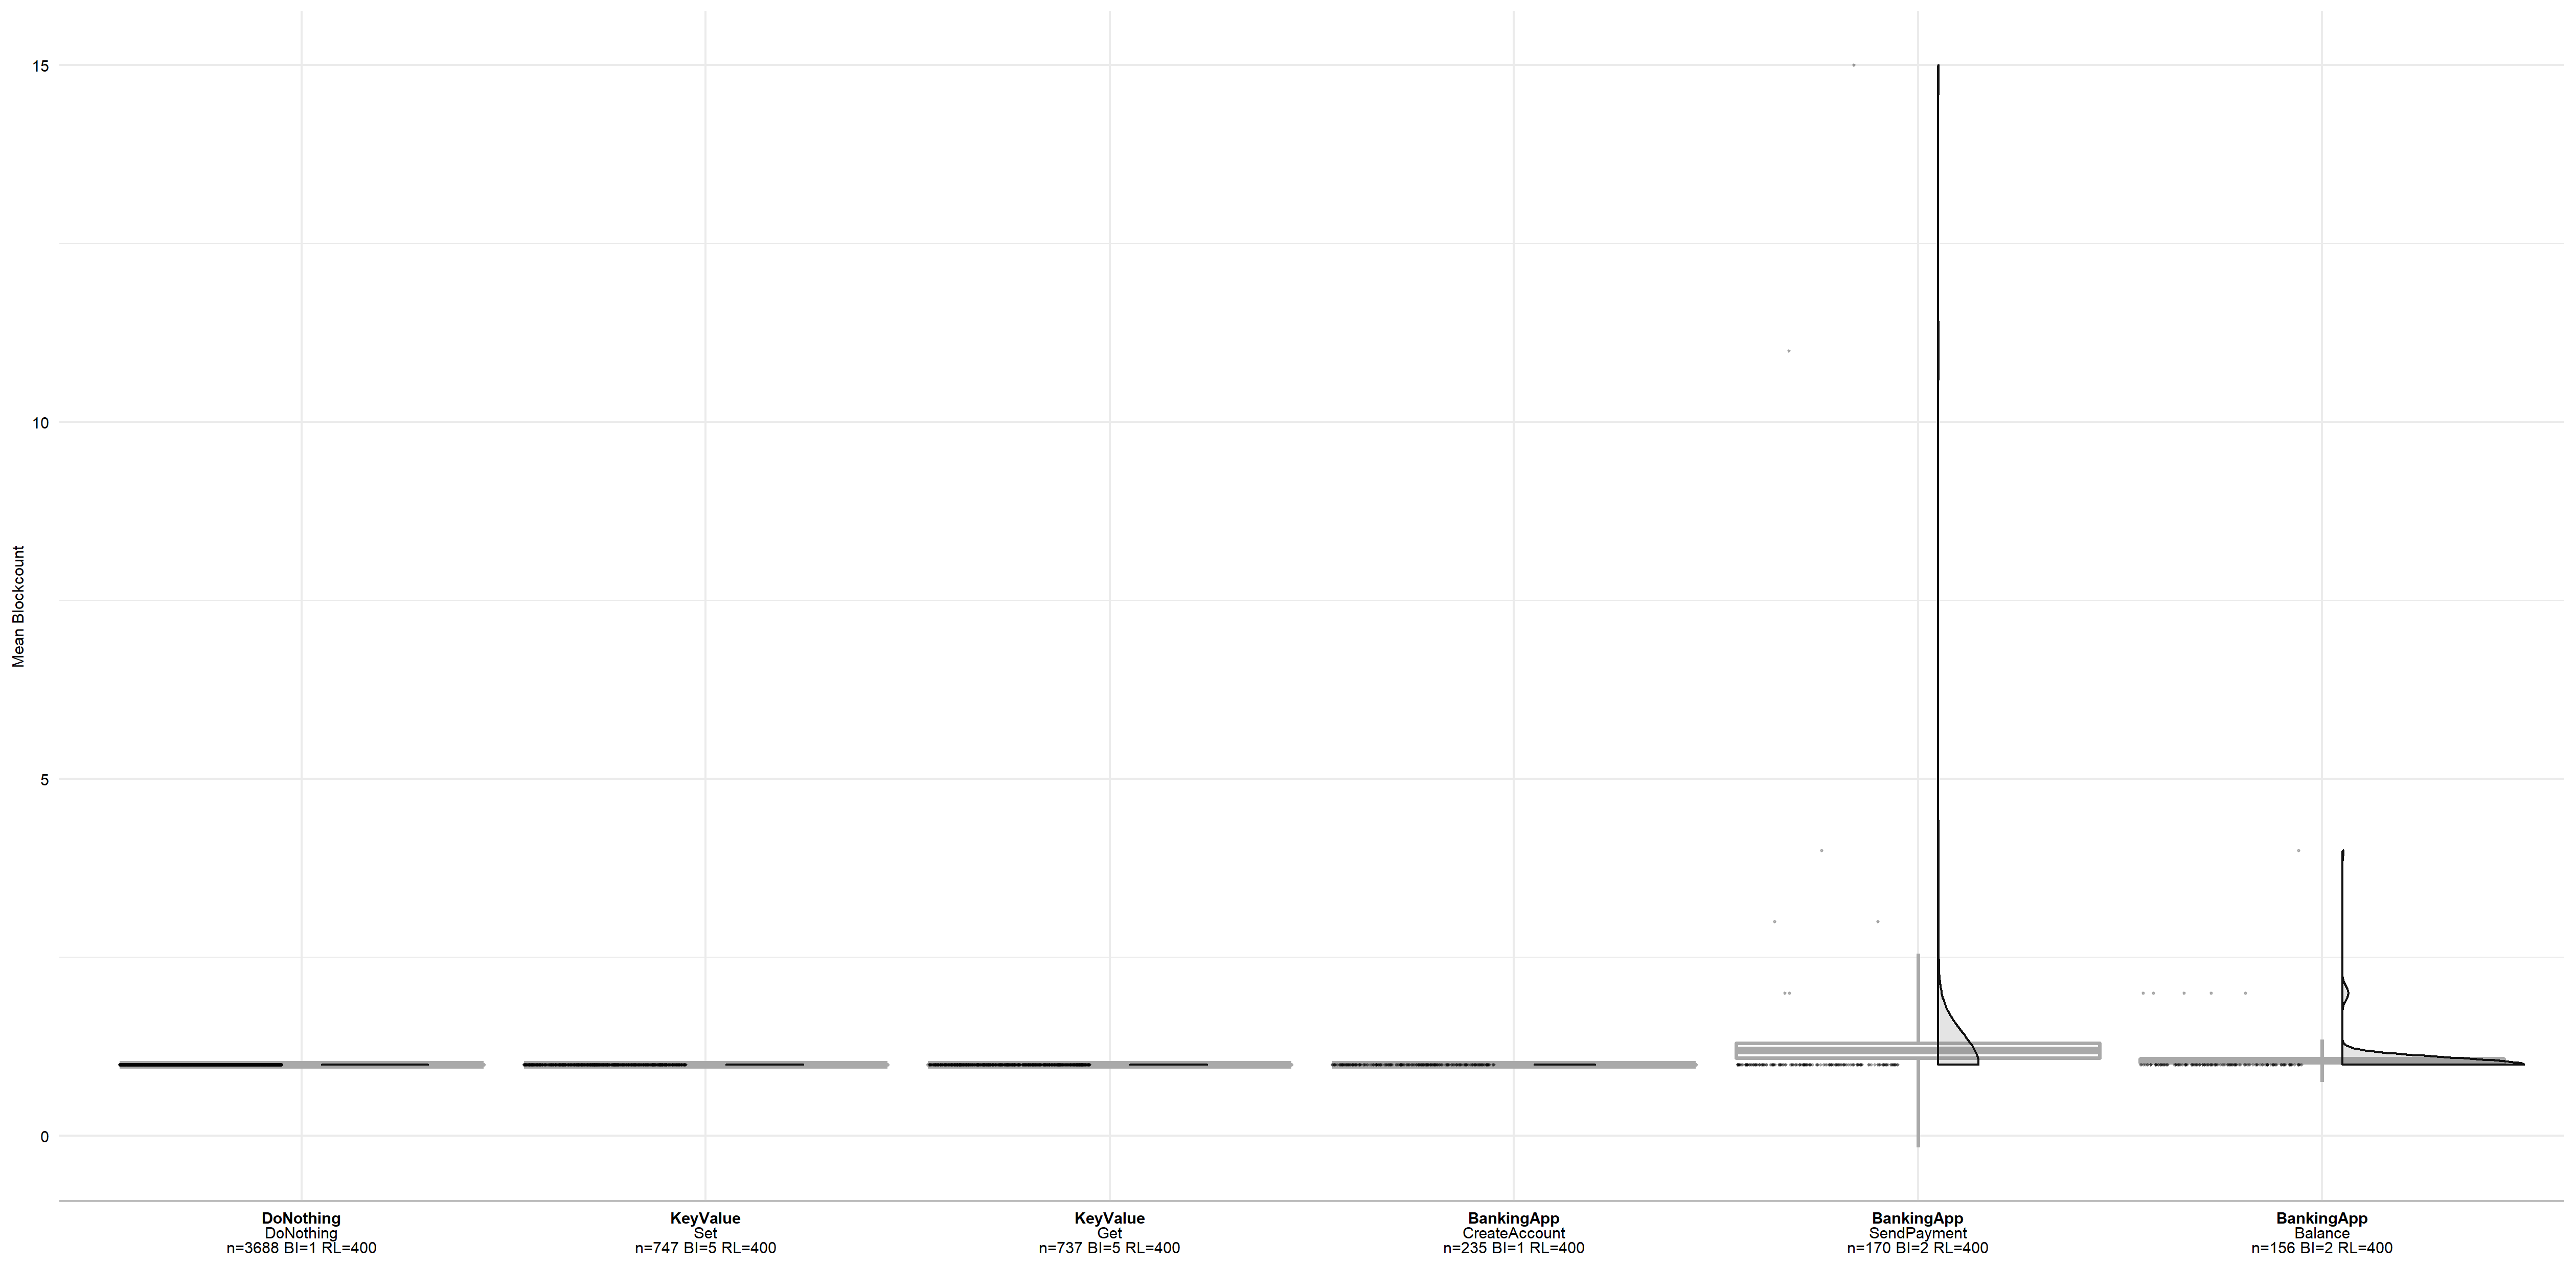 15
10
5
0
Mean Blockcount
DoNothing
DoNothing
n=3688 BI=1 RL=400
KeyValue
Set
n=747 BI=5 RL=400
KeyValue
Get
n=737 BI=5 RL=400
BankingApp
CreateAccount
n=235 BI=1 RL=400
BankingApp
SendPayment
n=170 BI=2 RL=400
BankingApp
Balance
n=156 BI=2 RL=400